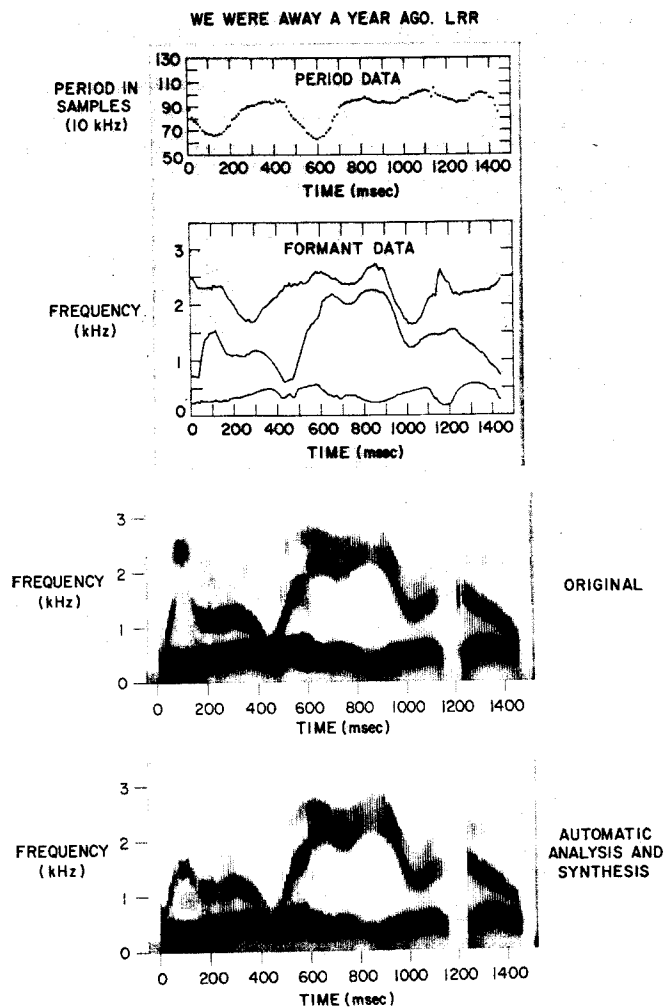 WE WERE AWAY A YEAR AGO. LRR
130
110
90
70
50
PERIOD IN
SAMPLES
(10 kHz)
PERIOD DATA
0 200 400 600 800 1000 1200 1400
TIME (msec)
FORMANT DATA
3
2
1
0
FREQUENCY
(kHz)
0 200 400 600 800 1000 1200 1400
TIME (msec)
3
2
1
0
FREQUENCY
(kHz)
ORIGINAL
0 200 400 600 800 1000 1200 1400
TIME (msec)
3
2
1
0
FREQUENCY
(kHz)
AUTOMATIC
ANALYSIS AND
SYNTHESIS
0 200 400 600 800 1000 1200 1400
TIME (msec)